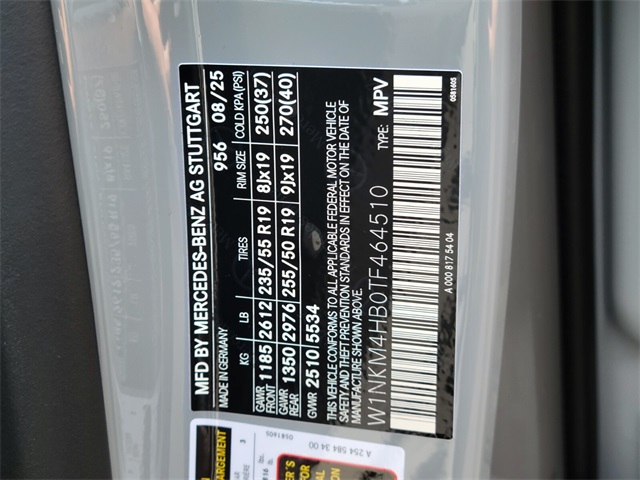 MFD BY MERCEDES-BENZ AG STUTTGART
MADE IN GERMANY 956 08/25
KG LB TIRES RIM SIZE COLD KPA (PSI)
GAWR FRONT 1185 2612 235/55 R19 8Jx19 250(37)
GAWR REAR 1350 2976 255/50 R19 9Jx19 270(40)
GVWR 2510 5534
THIS VEHICLE CONFORMS TO ALL APPLICABLE FEDERAL MOTOR VEHICLE
SAFETY AND THEFT PREVENTION STANDARDS IN EFFECT ON THE DATE OF
MANUFACTURE SHOWN ABOVE.
TYPE: MPV
W1NKM4HB0TF464510
A 000 817 54 04
0581605
A 254 584 34 00
0581605
3